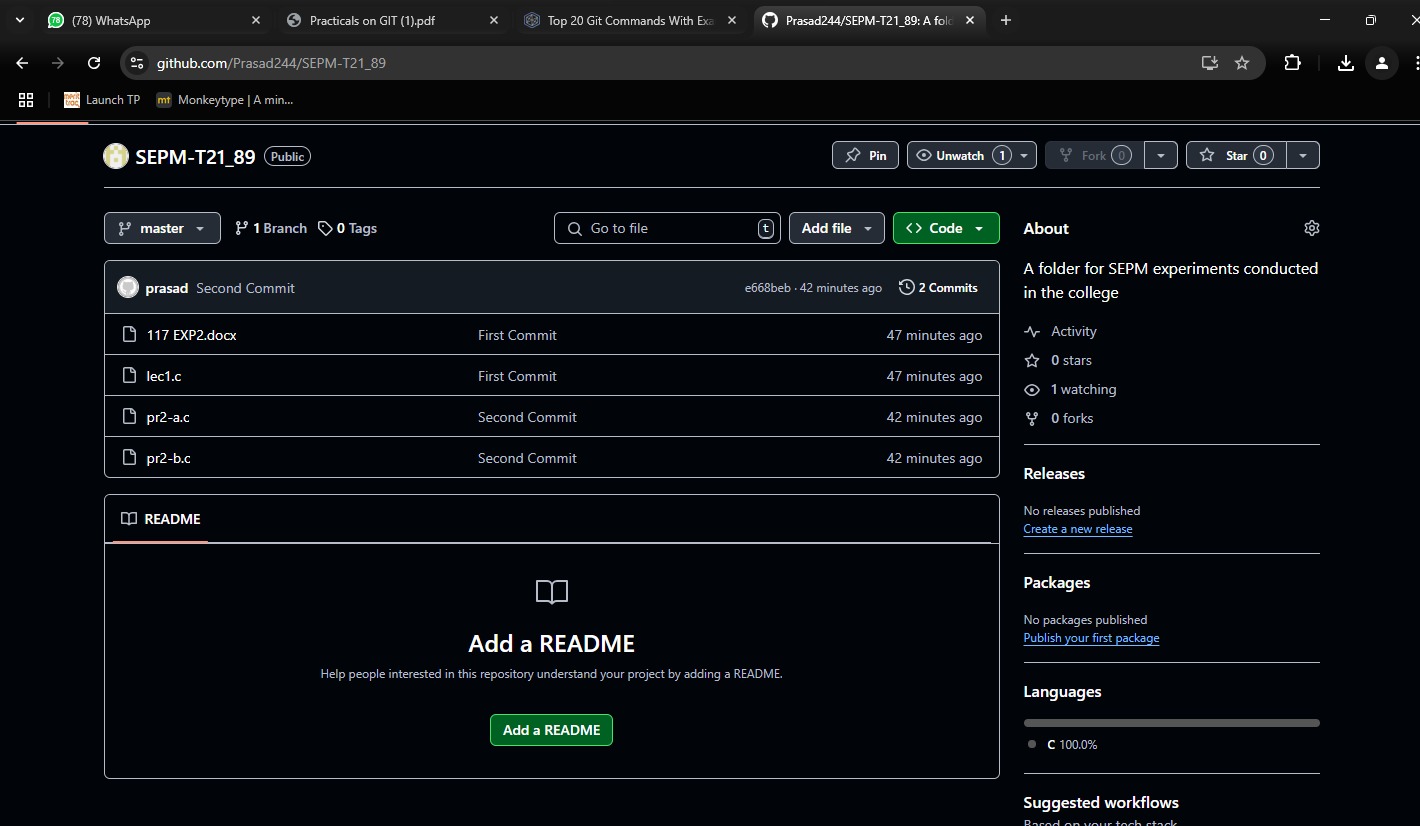 (78) WhatsApp
Practicals on GIT (1).pdf
Top 20 Git Commands With Exa
Prasad244/SEPM-T21_89: A fol
github.com/Prasad244/SEPM-T21_89
Launch TP
mt Monkeytype | A min...
SEPM-T21_89 Public
Pin
Unwatch 1
Fork 0
Star 0
master
1 Branch
0 Tags
Go to file t
Add file
<> Code
prasad Second Commit e668beb · 42 minutes ago 2 Commits
117 EXP2.docx First Commit 47 minutes ago
lec1.c First Commit 47 minutes ago
pr2-a.c Second Commit 42 minutes ago
pr2-b.c Second Commit 42 minutes ago
README
Add a README
Help people interested in this repository understand your project by adding a README.
Add a README
About
A folder for SEPM experiments conducted
in the college
Activity
0 stars
1 watching
0 forks
Releases
No releases published
Create a new release
Packages
No packages published
Publish your first package
Languages
C 100.0%
Suggested workflows
Based on your tech stack